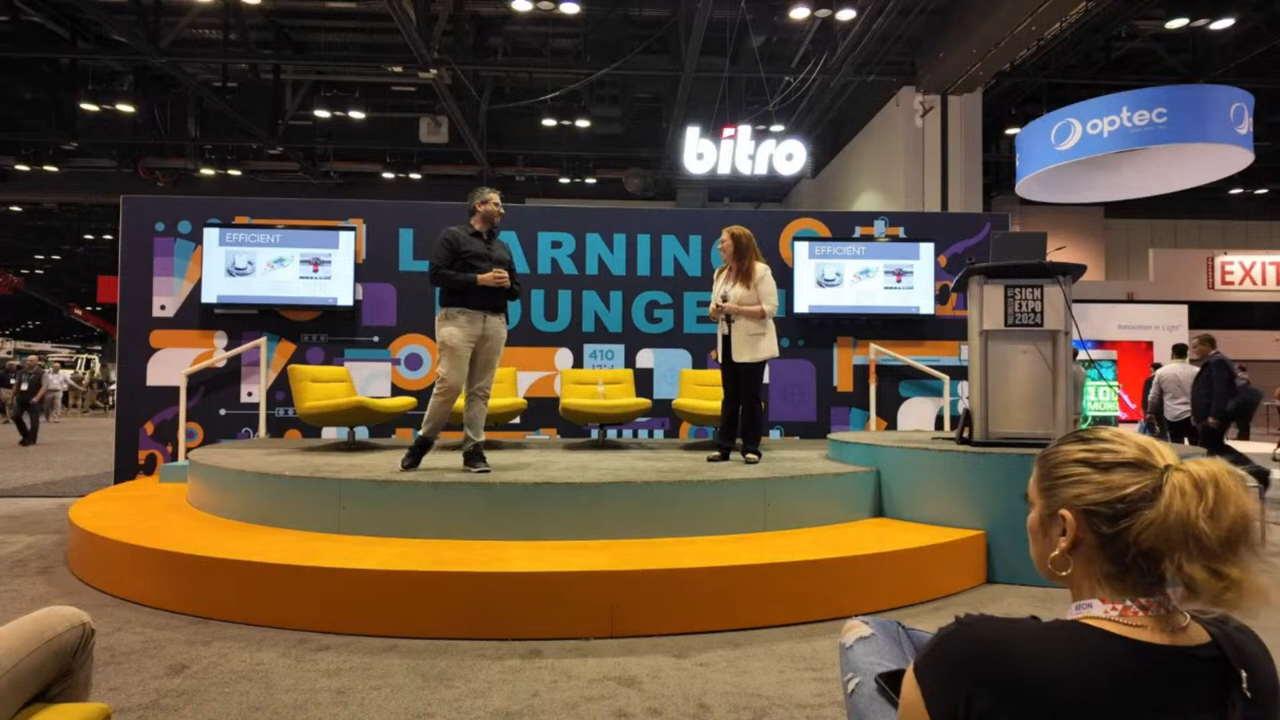 bitro
optec
EXIT
EFFICIENT
LEARNING
LOUNGE
EFFICIENT
SIGN
EXPO
2024
Innovation in Light
410